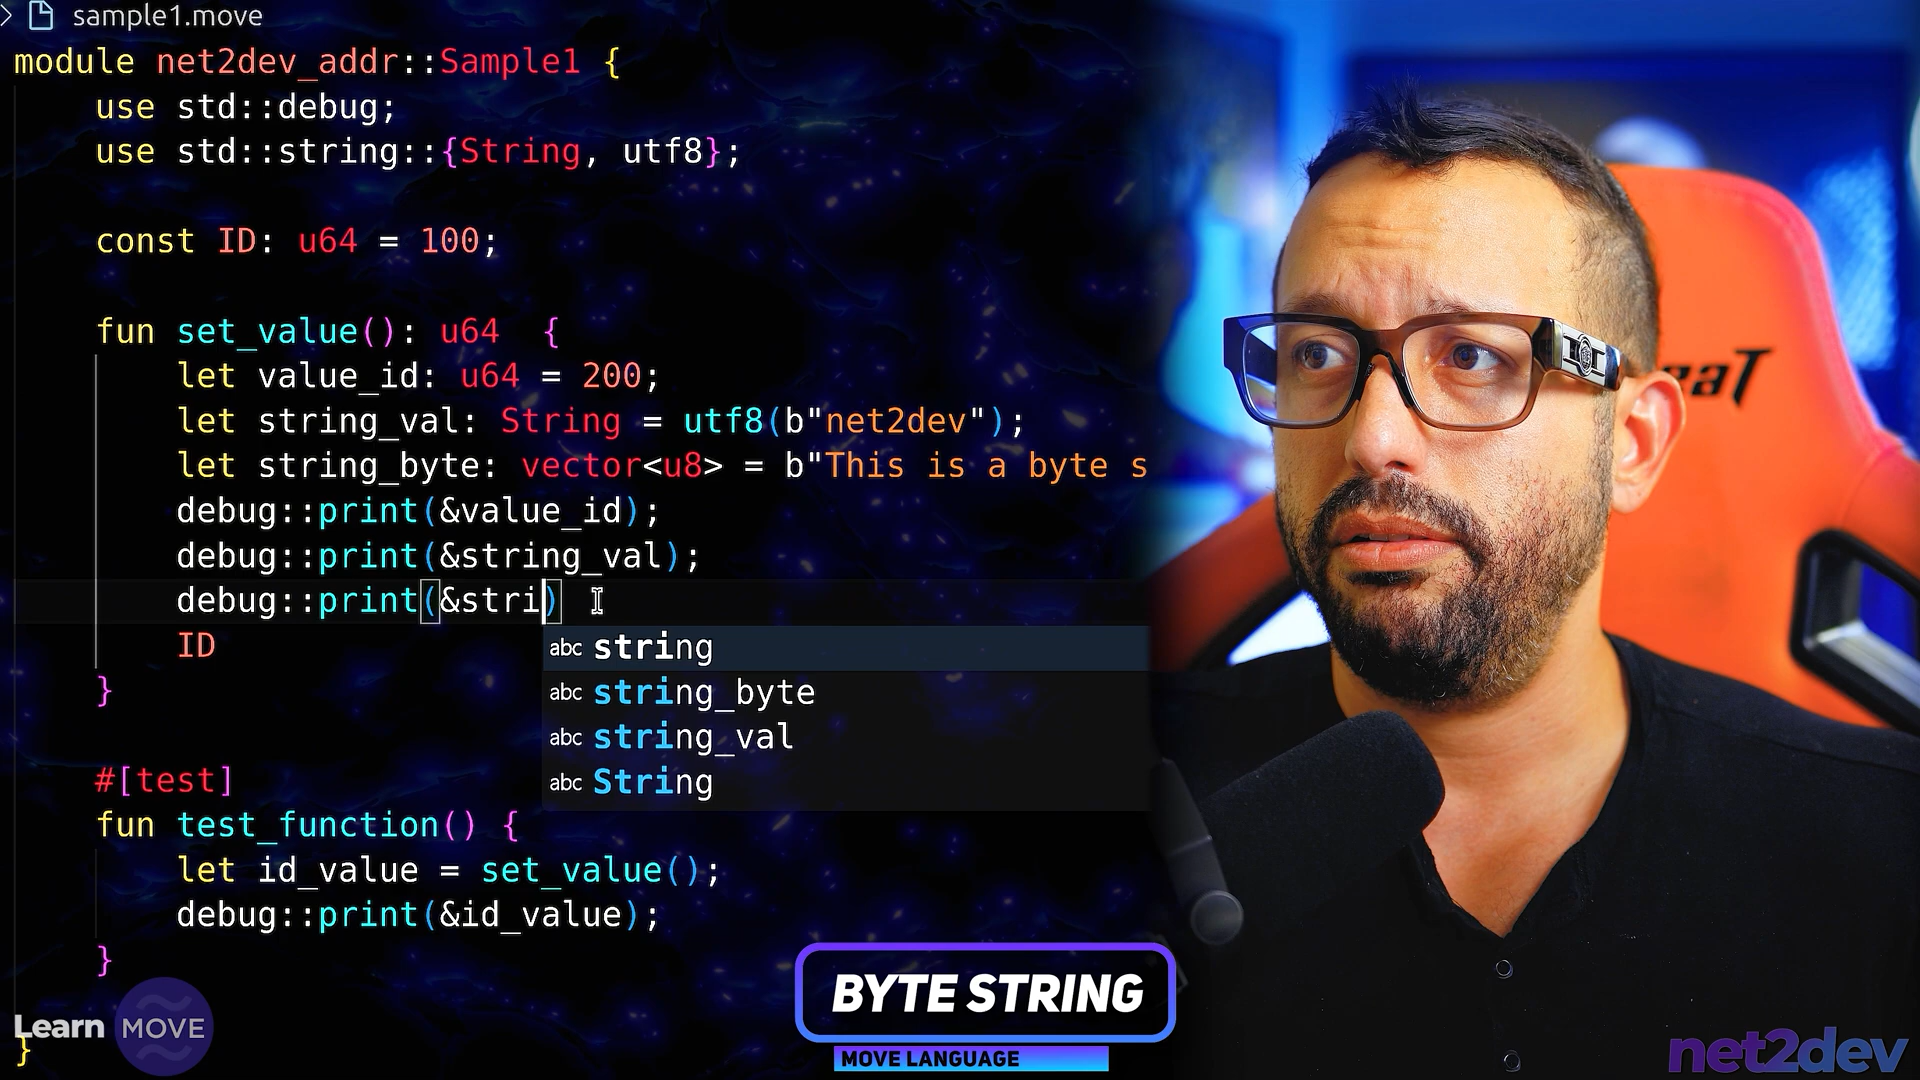 sample1.move
module net2dev_addr::Sample1 {
use std::debug;
use std::string::{String, utf8};
const ID: u64 = 100;
fun set_value(): u64 {
let value_id: u64 = 200;
let string_val: String = utf8(b"net2dev");
let string_byte: vector<u8> = b"This is a byte s
debug::print(&value_id);
debug::print(&string_val);
debug::print(&stri)
ID
}
string
string_byte
string_val
String
#[test]
fun test_function() {
let id_value = set_value();
debug::print(&id_value);
}
}
abc
abc
abc
abc
BYTE STRING
MOVE LANGUAGE
Learn MOVE
net2dev